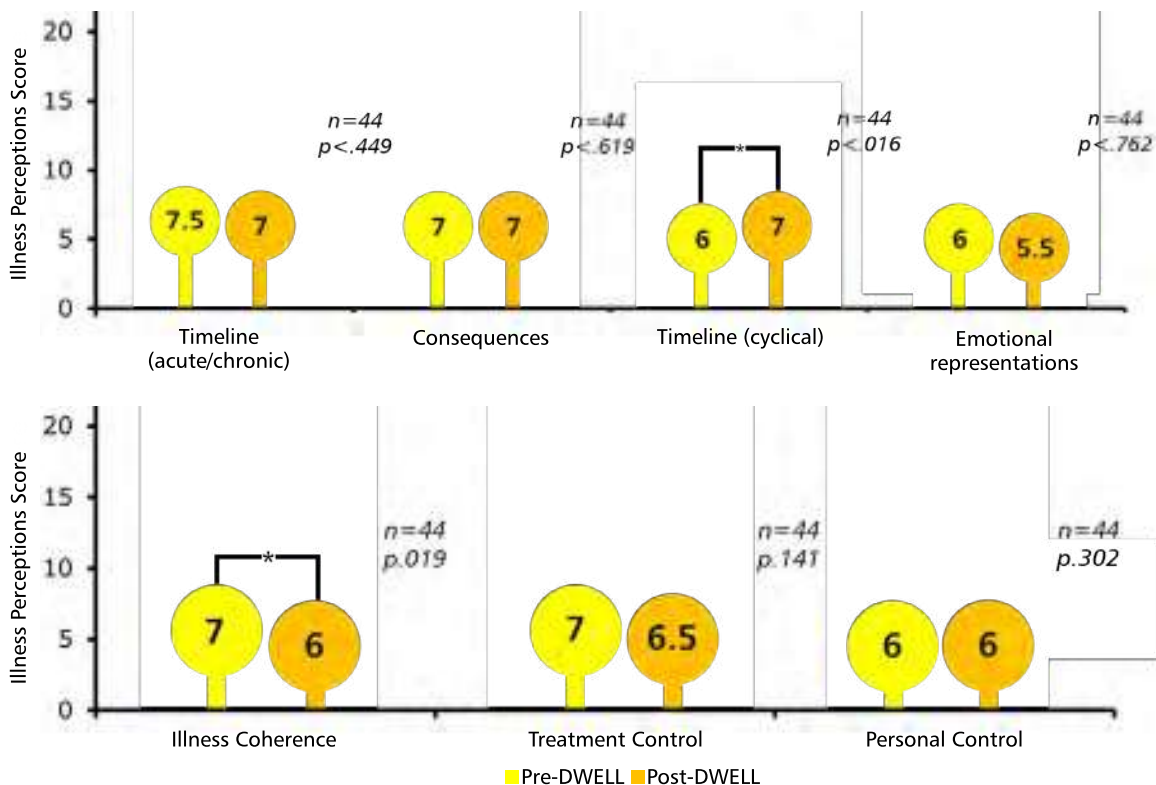 Illness Perceptions Score
20
15
10
5
0
n=44
p<.449
n=44
p<.619
n=44
p<.016
n=44
p<.762
*
7.5
7
7
7
6
7
6
5.5
Timeline
(acute/chronic)
Consequences
Timeline (cyclical)
Emotional
representations
Illness Perceptions Score
20
15
10
5
0
n=44
p.019
n=44
p.141
n=44
p.302
*
7
6
7
6.5
6
6
Illness Coherence
Treatment Control
Personal Control
Pre-DWELL Post-DWELL